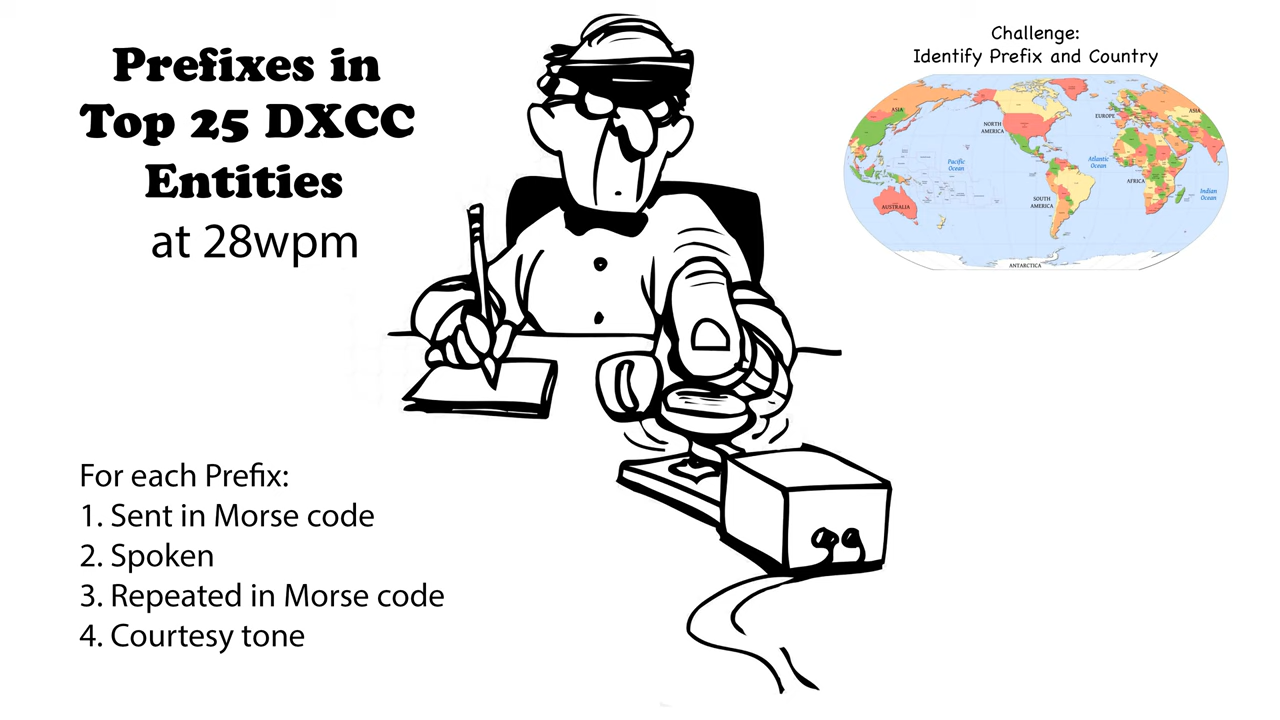 Prefixes in
Top 25 DXCC
Entities
at 28wpm
Challenge:
Identify Prefix and Country
ASIA
NORTH
AMERICA
EUROPE
ASIA
Pacific
Ocean
Atlantic
Ocean
AFRICA
SOUTH
AMERICA
Indian
Ocean
AUSTRALIA
ANTARCTICA
For each Prefix:
1. Sent in Morse code
2. Spoken
3. Repeated in Morse code
4. Courtesy tone